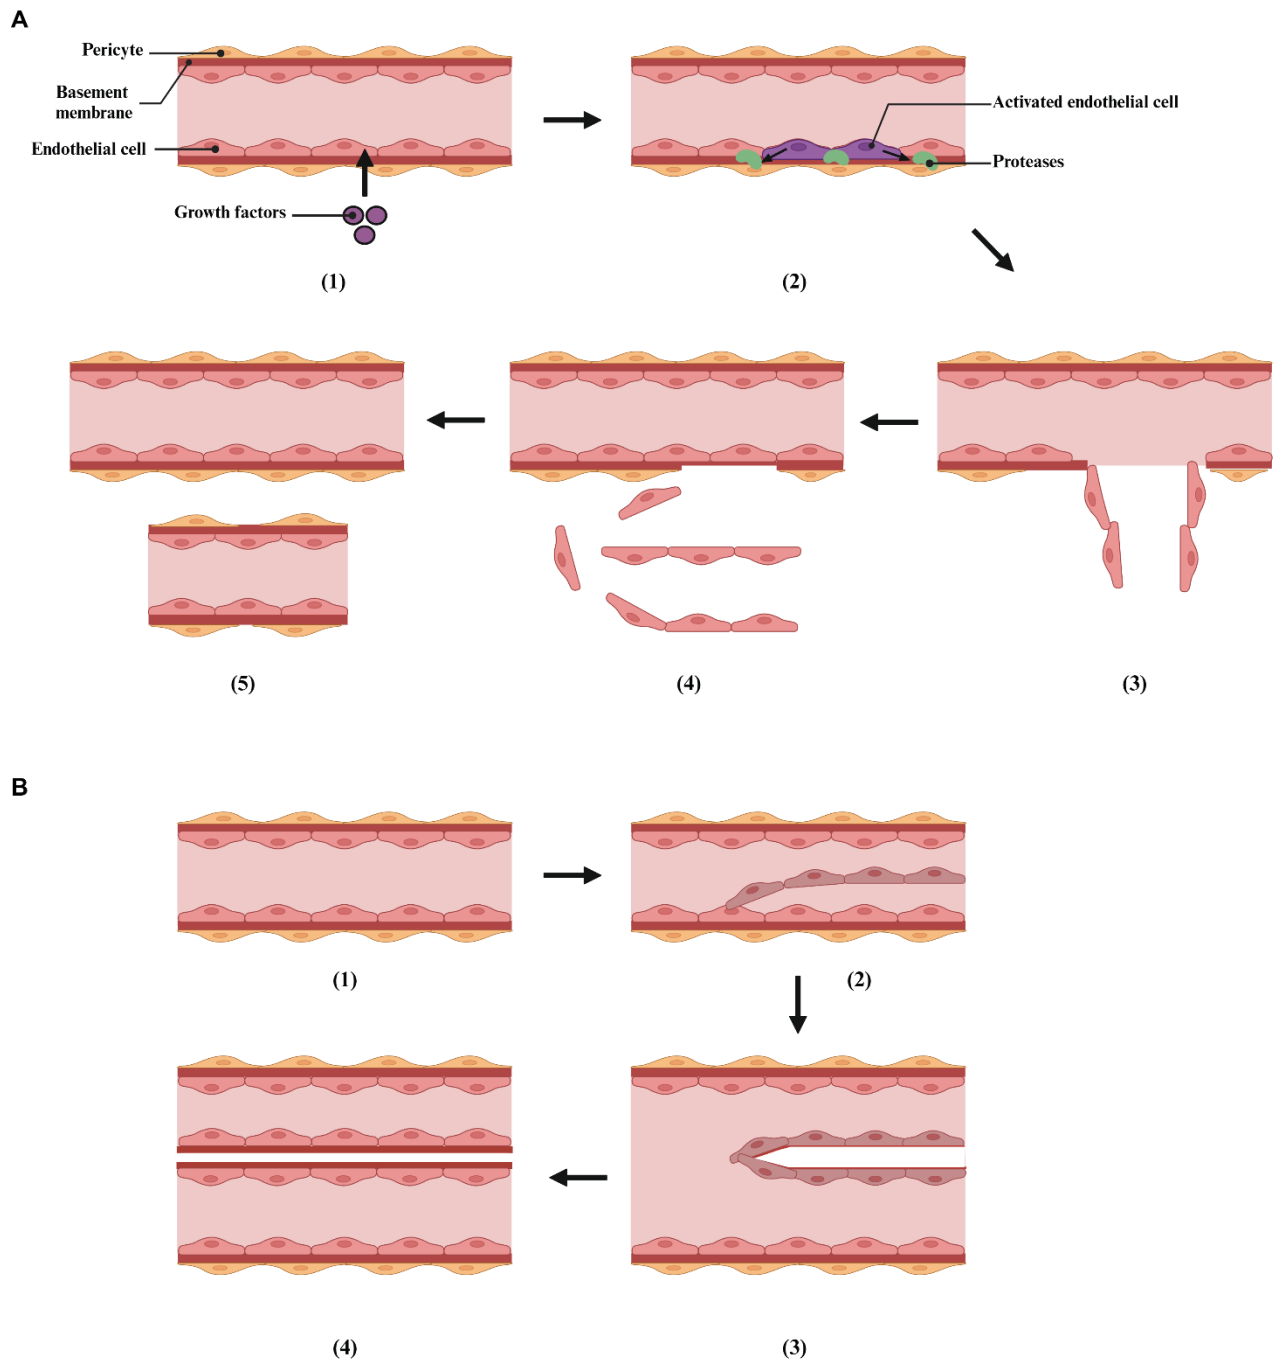 A
Pericyte
Basement
membrane
Endothelial cell
Growth factors
(1)
Activated endothelial cell
Proteases
(2)
(5)
(4)
(3)
B
(1)
(2)
(4)
(3)